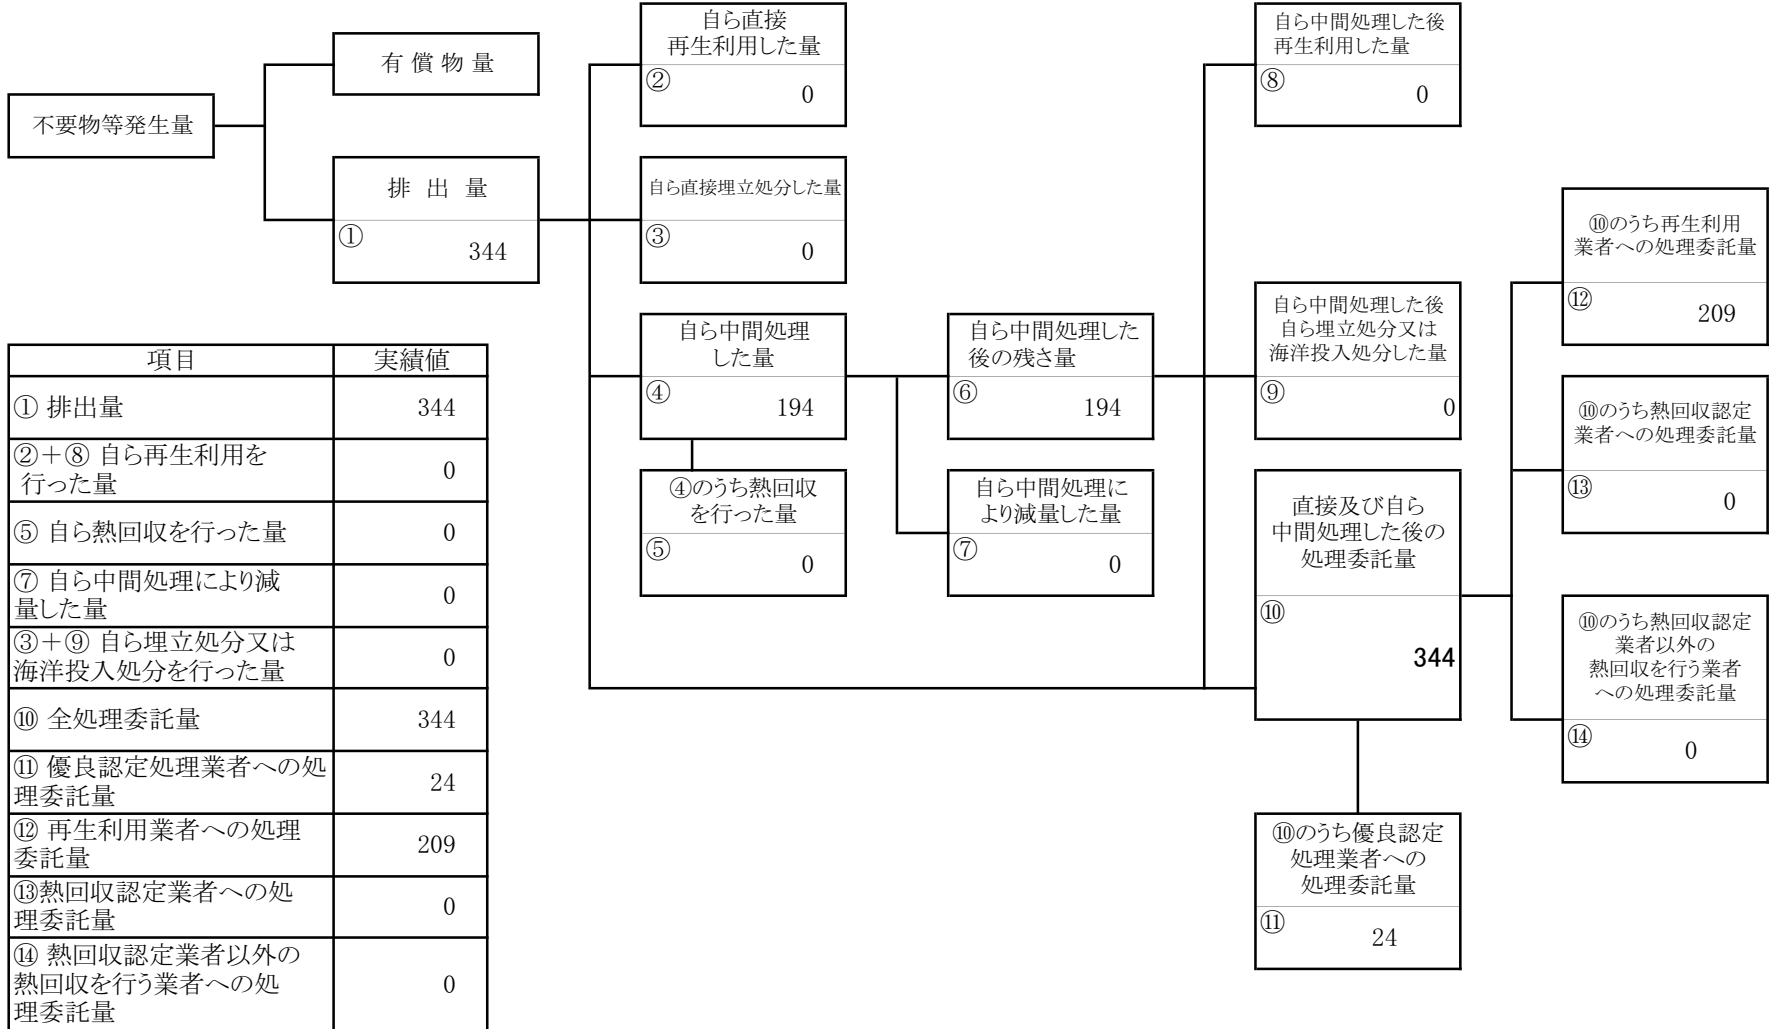 不要物等発生量
有 償 物 量
排 出 量
①
344
自ら直接
再生利用した量
②
0
自ら直接埋立処分した量
③
0
自ら中間処理
した量
④
194
④のうち熱回収
を行った量
⑤
0
自ら中間処理した
後の残さ量
⑥
194
自ら中間処理に
より減量した量
⑦
0
自ら中間処理した後
再生利用した量
⑧
0
自ら中間処理した後
自ら埋立処分又は
海洋投入処分した量
⑨
0
直接及び自ら
中間処理した後の
処理委託量
⑩
344
⑩のうち優良認定
処理業者への
処理委託量
⑪
24
⑩のうち再生利用
業者への処理委託量
⑫
209
⑩のうち熱回収認定
業者への処理委託量
⑬
0
⑩のうち熱回収認定
業者以外の
熱回収を行う業者
への処理委託量
⑭
0
項目 実績値
① 排出量 344
②＋⑧ 自ら再生利用を
行った量 0
⑤ 自ら熱回収を行った量 0
⑦ 自ら中間処理により減
量した量 0
③＋⑨ 自ら埋立処分又は
海洋投入処分を行った量 0
⑩ 全処理委託量 344
⑪ 優良認定処理業者への処
理委託量 24
⑫ 再生利用業者への処理
委託量 209
⑬熱回収認定業者への処
理委託量 0
⑭ 熱回収認定業者以外の
熱回収を行う業者への処
理委託量 0